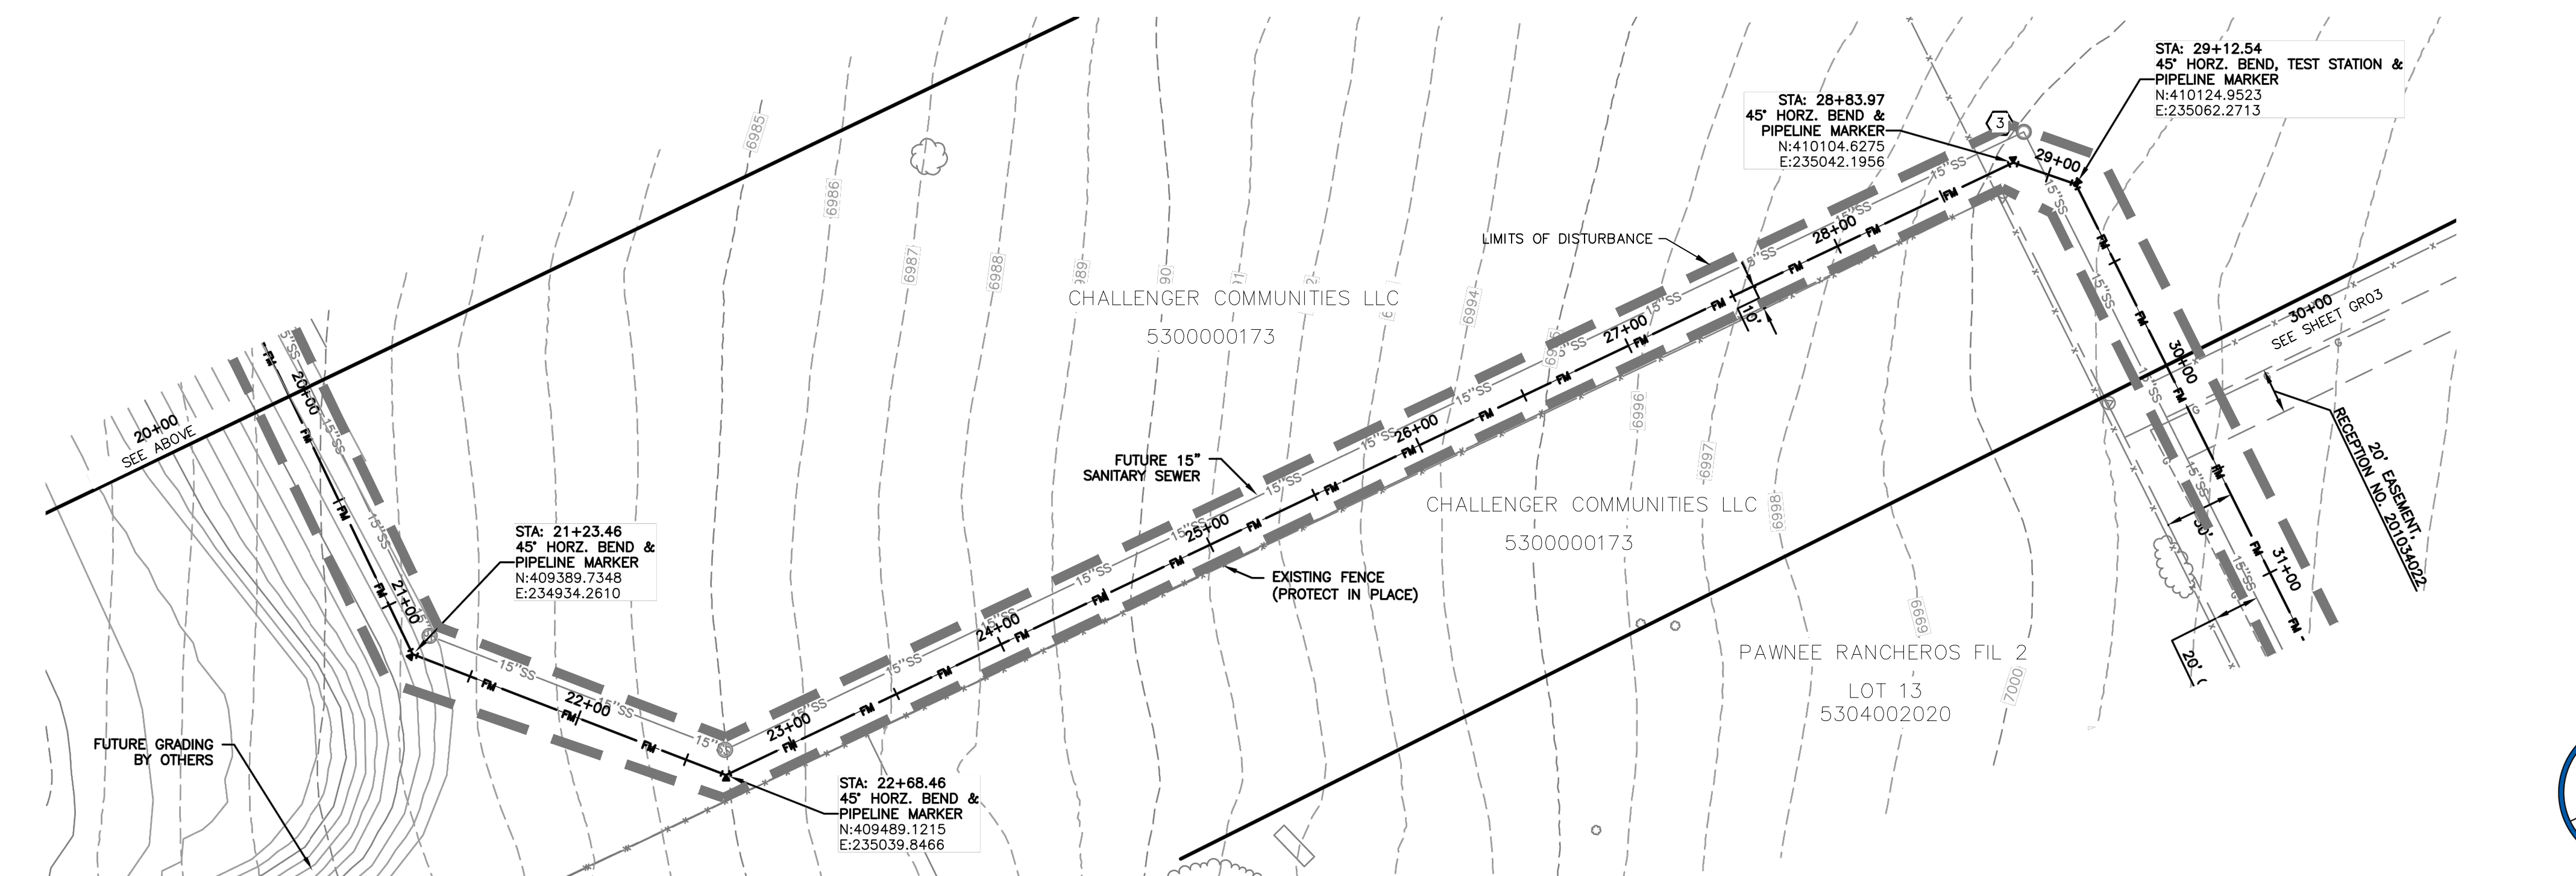 STA: 29+12.54
45° HORZ. BEND, TEST STATION &
PIPELINE MARKER
N:410124.9523
E:235062.2713
STA: 28+83.97
45° HORZ. BEND &
PIPELINE MARKER
N:410104.6275
E:235042.1956
3
29+00
6985
6986
6987
6988
989
90
6994
LIMITS OF DISTURBANCE
28+00
CHALLENGER COMMUNITIES LLC
5300000173
10'
27+00
30+00
SEE SHEET GR03
30+00
20+00
20+00
SEE ABOVE
26+00
6996
6997
6998
FUTURE 15"
SANITARY SEWER
CHALLENGER COMMUNITIES LLC
5300000173
25+00
20' EASEMENT,
RECEPTION NO. 201034022
STA: 21+23.46
45° HORZ. BEND &
PIPELINE MARKER
N:409389.7348
E:234934.2610
21+00
EXISTING FENCE
(PROTECT IN PLACE)
31+00
24+00
6669
PAWNEE RANCHEROS FIL 2
LOT 13
5304002020
7000
20'
22+00
23+00
FUTURE GRADING
BY OTHERS
STA: 22+68.46
45° HORZ. BEND &
PIPELINE MARKER
N:409489.1215
E:235039.8466
15"SS
FM